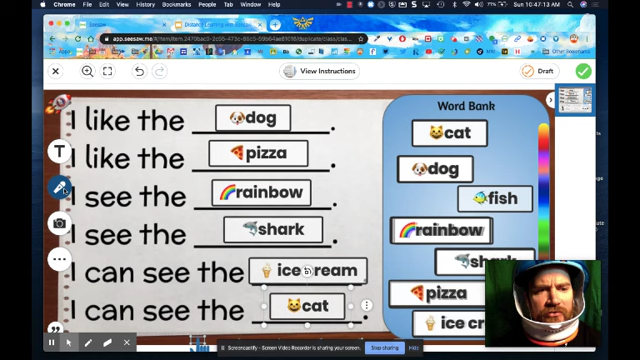 Chrome File Edit View History Bookmarks People Tab Window Help
77% Sun 10:47:13 AM
Seesaw
View Instructions
Draft
I like the dog.
I like the pizza.
I see the rainbow.
I see the shark.
I can see the ice cream.
I can see the cat.
Word Bank
cat
dog
fish
rainbow
shark
pizza
ice cr
Screencastify - Screen Video Recorder is sharing your screen.
Stop sharing
Hide